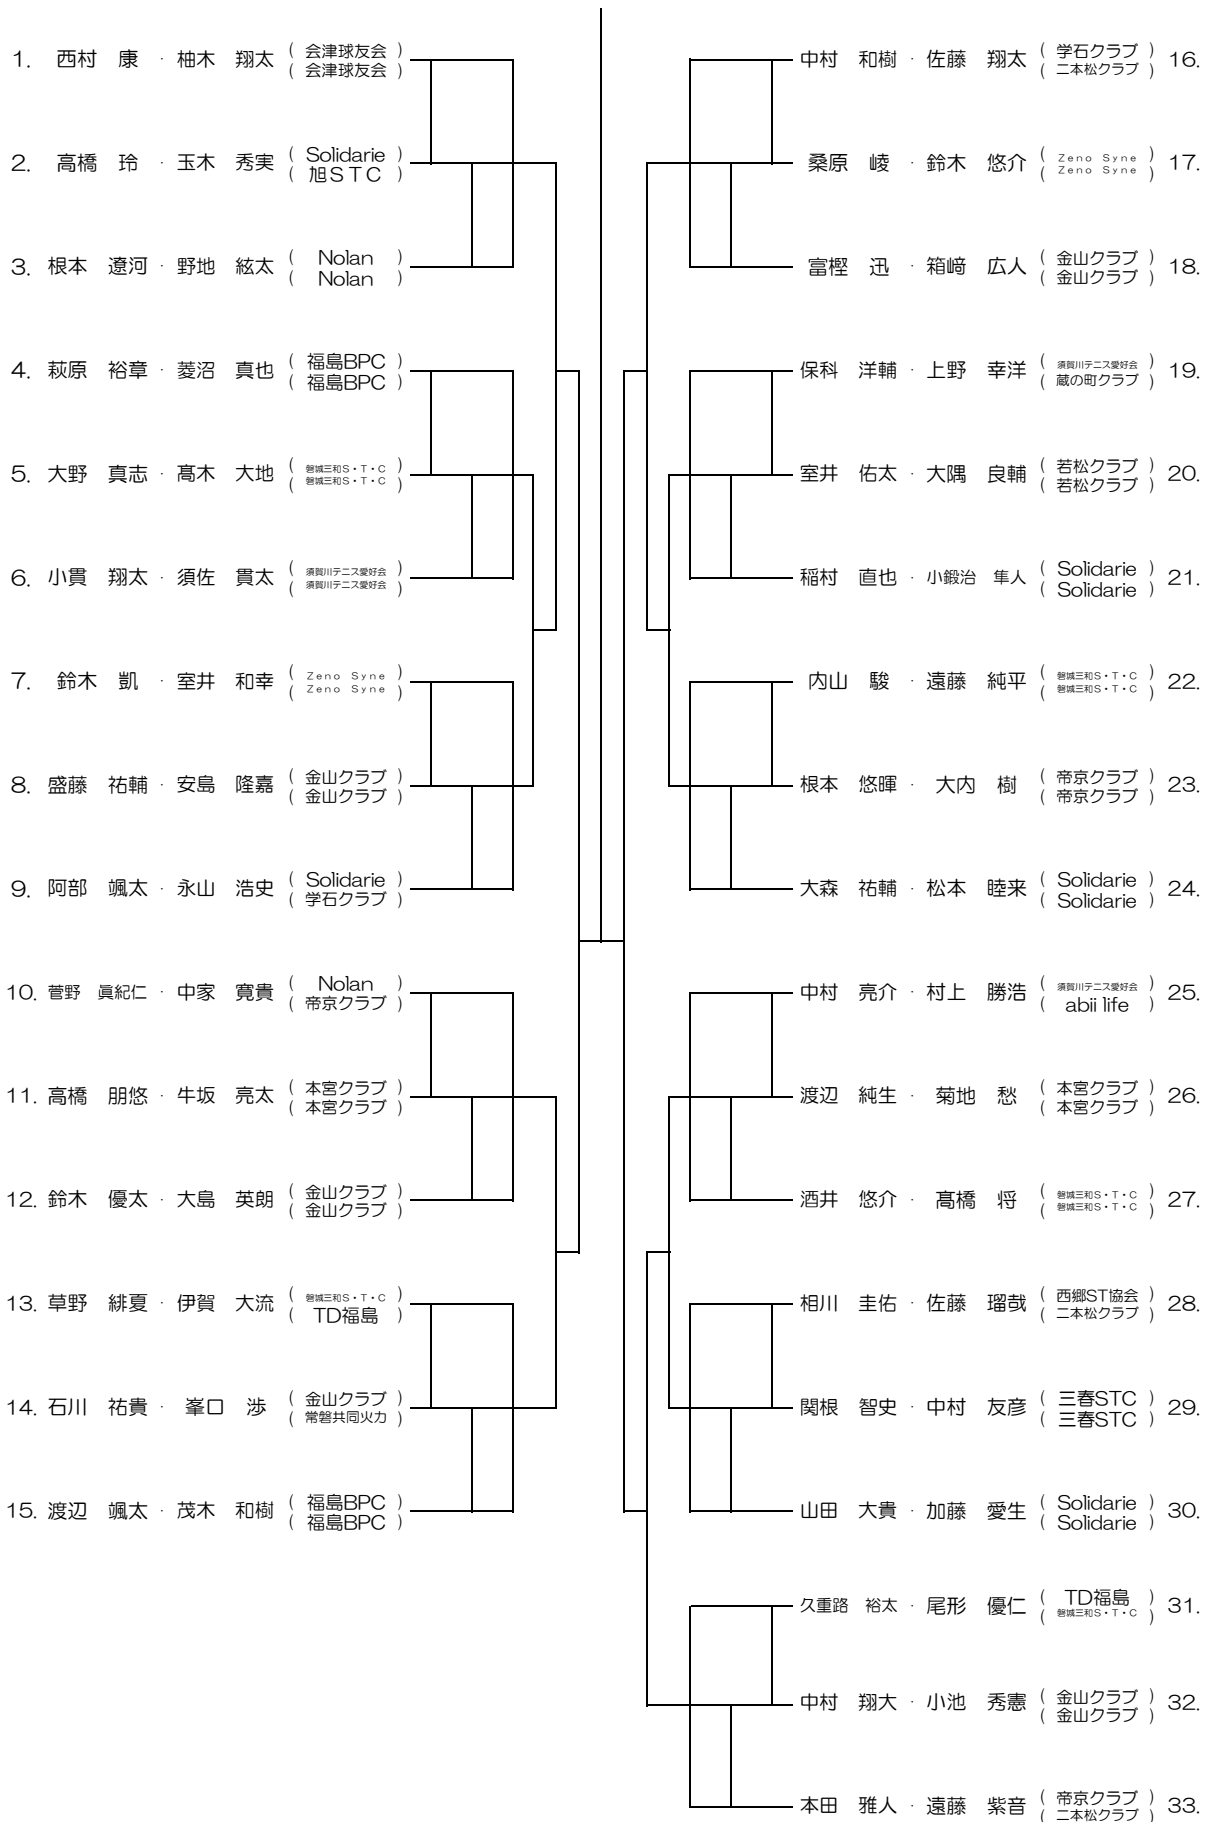 1. 西村 康 · 柚木 翔太 ( 会津球友会 )
( 会津球友会 )
2. 高橋 玲 · 玉木 秀実 ( Solidarie )
( 旭STC )
3. 根本 遼河 · 野地 絃太 ( Nolan )
( Nolan )
4. 萩原 裕章 · 菱沼 真也 ( 福島BPC )
( 福島BPC )
5. 大野 真志 · 髙木 大地 ( 磐城三和S・T・C )
( 磐城三和S・T・C )
6. 小貫 翔太 · 須佐 貫太 ( 須賀川テニス愛好会 )
( 須賀川テニス愛好会 )
7. 鈴木 凱 · 室井 和幸 ( Zeno Syne )
( Zeno Syne )
8. 盛藤 祐輔 · 安島 隆嘉 ( 金山クラブ )
( 金山クラブ )
9. 阿部 颯太 · 永山 浩史 ( Solidarie )
( 学石クラブ )
10. 菅野 眞紀仁 · 中家 寛貴 ( Nolan )
( 帝京クラブ )
11. 高橋 朋悠 · 牛坂 亮太 ( 本宮クラブ )
( 本宮クラブ )
12. 鈴木 優太 · 大島 英朗 ( 金山クラブ )
( 金山クラブ )
13. 草野 緋夏 · 伊賀 大流 ( 磐城三和S・T・C )
( TD福島 )
14. 石川 祐貴 · 峯口 渉 ( 金山クラブ )
( 常磐共同火力 )
15. 渡辺 颯太 · 茂木 和樹 ( 福島BPC )
( 福島BPC )
中村 和樹 · 佐藤 翔太 ( 学石クラブ ) 16.
( 二本松クラブ )
桑原 崚 · 鈴木 悠介 ( Zeno Syne ) 17.
( Zeno Syne )
富樫 迅 · 箱﨑 広人 ( 金山クラブ ) 18.
( 金山クラブ )
保科 洋輔 · 上野 幸洋 ( 須賀川テニス愛好会 ) 19.
( 蔵の町クラブ )
室井 佑太 · 大隅 良輔 ( 若松クラブ ) 20.
( 若松クラブ )
稲村 直也 · 小鍛治 隼人 ( Solidarie ) 21.
( Solidarie )
内山 駿 · 遠藤 純平 ( 磐城三和S・T・C ) 22.
( 磐城三和S・T・C )
根本 悠暉 · 大内 樹 ( 帝京クラブ ) 23.
( 帝京クラブ )
大森 祐輔 · 松本 睦来 ( Solidarie ) 24.
( Solidarie )
中村 亮介 · 村上 勝浩 ( 須賀川テニス愛好会 ) 25.
( abii life )
渡辺 純生 · 菊地 愁 ( 本宮クラブ ) 26.
( 本宮クラブ )
酒井 悠介 · 髙橋 将 ( 磐城三和S・T・C ) 27.
( 磐城三和S・T・C )
相川 圭佑 · 佐藤 瑠哉 ( 西郷ST協会 ) 28.
( 二本松クラブ )
関根 智史 · 中村 友彦 ( 三春STC ) 29.
( 三春STC )
山田 大貴 · 加藤 愛生 ( Solidarie ) 30.
( Solidarie )
久重路 裕太 · 尾形 優仁 ( TD福島 ) 31.
( 磐城三和S・T・C )
中村 翔大 · 小池 秀憲 ( 金山クラブ ) 32.
( 金山クラブ )
本田 雅人 · 遠藤 紫音 ( 帝京クラブ ) 33.
( 二本松クラブ )